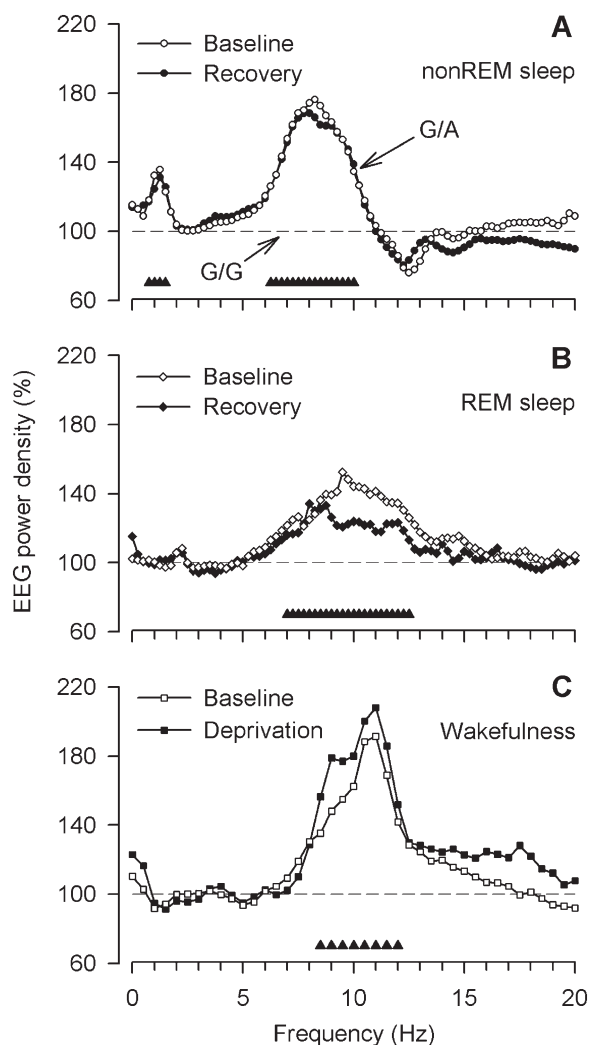 220
A
Baseline
nonREM sleep
Recovery
180
G/A
140
100
G/G
60
220
B
Baseline
REM sleep
Recovery
180
140
100
60
EEG power density (%)
220
C
Baseline
Deprivation
Wakefulness
180
140
100
60
0 5 10 15 20
Frequency (Hz)